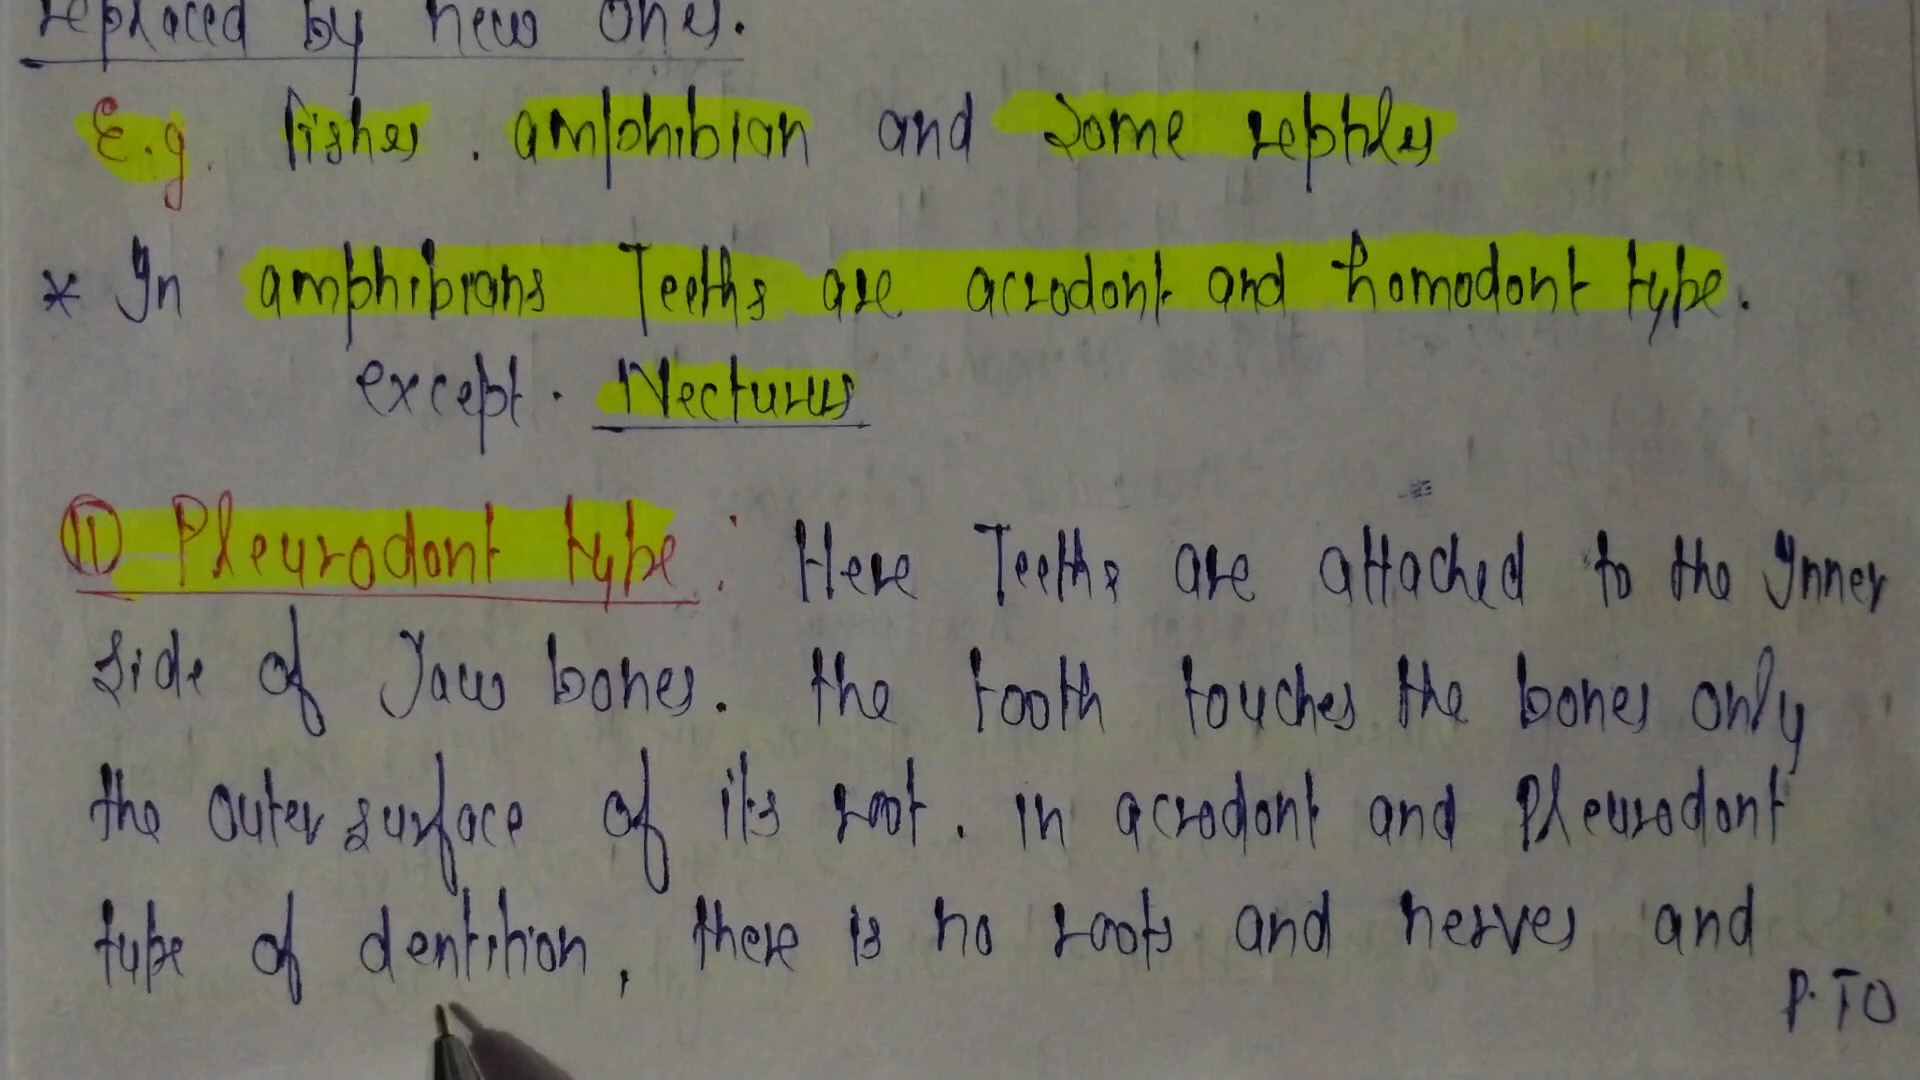 replaced by new ones.
E.g. fishes. amphibian and some reptiles
* In amphibians Teeths are acrodont and homodont type.
except. Necturus
(II) Pleurodont type: Here Teeths are attached to the Inner
side of Jaw bones. the tooth touches the bones only
the outer surface of its root. in acrodont and Pleurodont
type of dentition, there is no roots and nerves and
P.TO